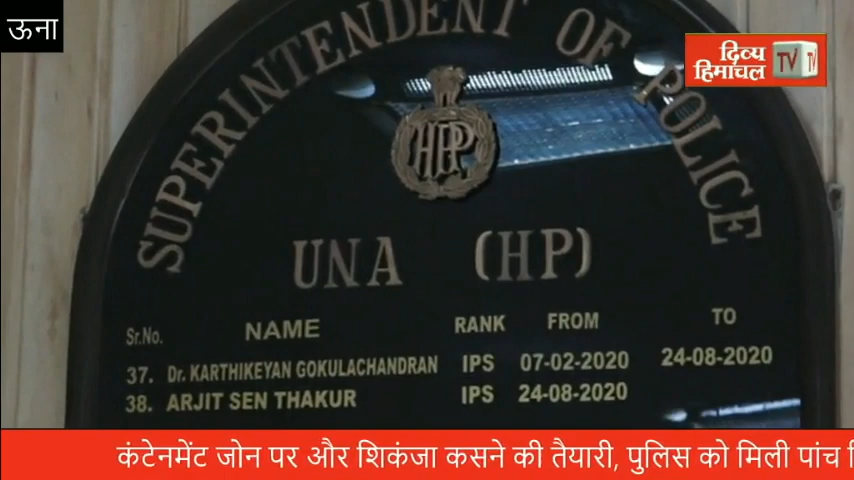 ऊना
दिव्य
हिमाचल TV TV
SUPERINTENDENT OF POLICE
HPP
UNA (HP)
Sr.No. NAME RANK FROM TO
37. Dr. KARTHIKEYAN GOKULACHANDRAN IPS 07-02-2020 24-08-2020
38. ARJIT SEN THAKUR IPS 24-08-2020
कंटेनमेंट जोन पर और शिकंजा कसने की तैयारी, पुलिस को मिली पांच